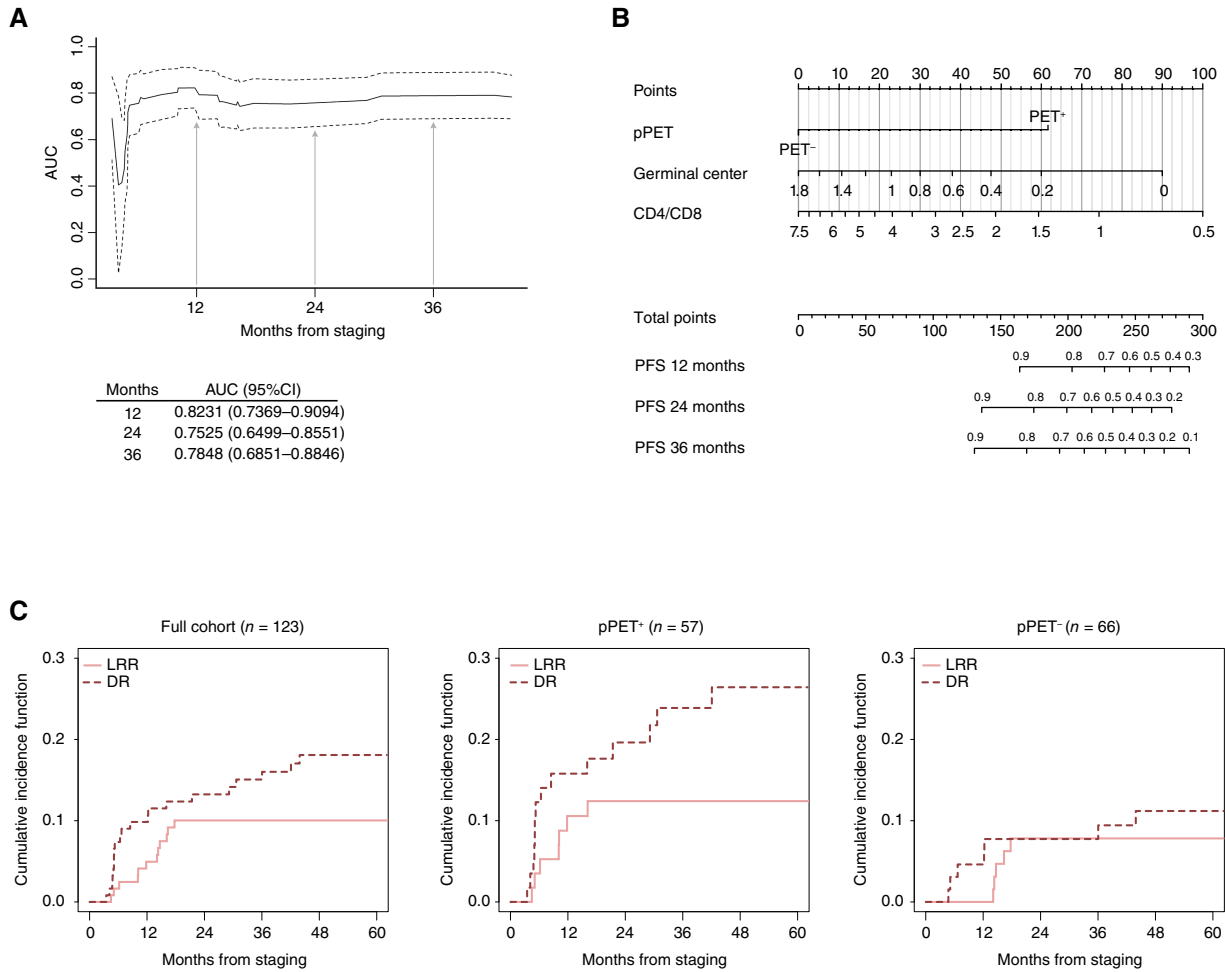 A
1.0
0.8
0.6
0.4
0.2
0.0
AUC
12 24 36
Months from staging
Months AUC (95%CI)
12 0.8231 (0.7369–0.9094)
24 0.7525 (0.6499–0.8551)
36 0.7848 (0.6851–0.8846)
B
0 10 20 30 40 50 60 70 80 90 100
Points
PET+
pPET
PET−
Germinal center
1.8 1.4 1 0.8 0.6 0.4 0.2 0
CD4/CD8
7.5 6 5 4 3 2.5 2 1.5 1 0.5
Total points
0 50 100 150 200 250 300
PFS 12 months
0.9 0.8 0.7 0.6 0.5 0.4 0.3
PFS 24 months
0.9 0.8 0.7 0.6 0.5 0.4 0.3 0.2
PFS 36 months
0.9 0.8 0.7 0.6 0.5 0.4 0.3 0.2 0.1
C
Full cohort (n = 123)
LRR
DR
0.3
0.2
0.1
0.0
Cumulative incidence function
0 12 24 36 48 60
Months from staging
pPET+ (n = 57)
LRR
DR
0.3
0.2
0.1
0.0
Cumulative incidence function
0 12 24 36 48 60
Months from staging
pPET− (n = 66)
LRR
DR
0.3
0.2
0.1
0.0
Cumulative incidence function
0 12 24 36 48 60
Months from staging